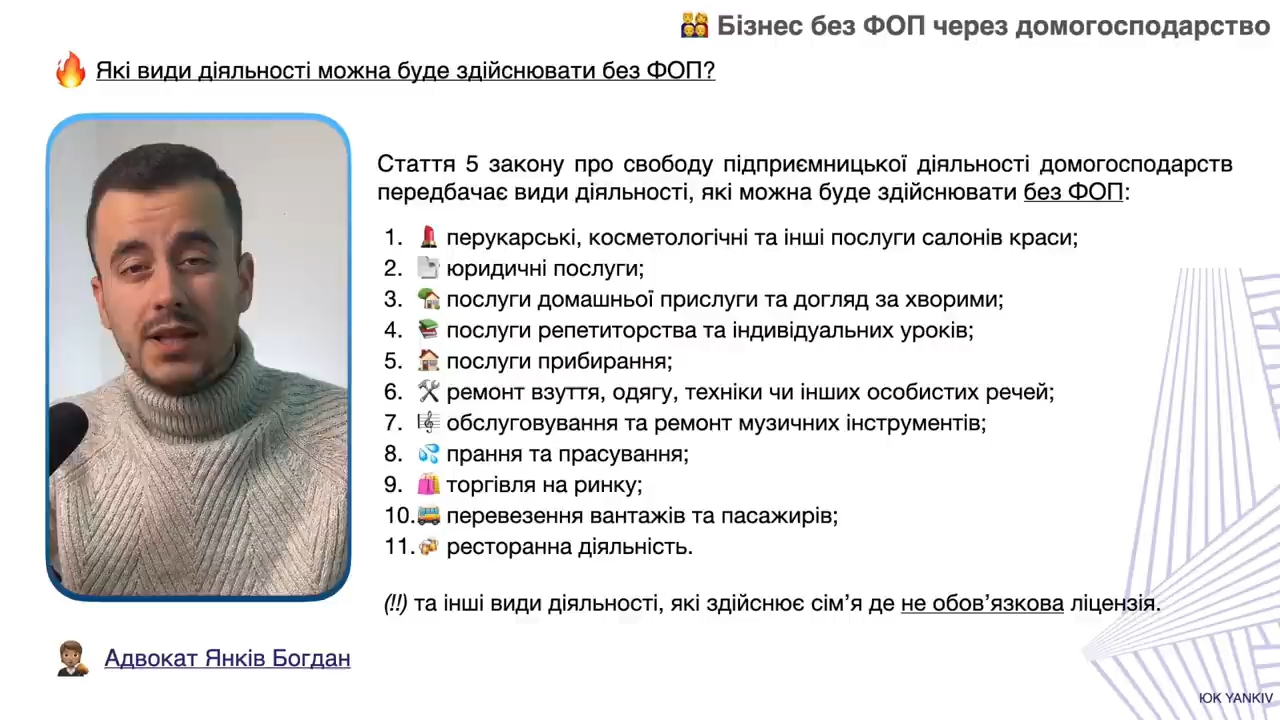 Бізнес без ФОП через домогосподарство
Які види діяльності можна буде здійснювати без ФОП?
Стаття 5 закону про свободу підприємницької діяльності домогосподарств
передбачає види діяльності, які можна буде здійснювати без ФОП:
1. перукарські, косметологічні та інші послуги салонів краси;
2. юридичні послуги;
3. послуги домашньої прислуги та догляд за хворими;
4. послуги репетиторства та індивідуальних уроків;
5. послуги прибирання;
6. ремонт взуття, одягу, техніки чи інших особистих речей;
7. обслуговування та ремонт музичних інструментів;
8. прання та прасування;
9. торгівля на ринку;
10. перевезення вантажів та пасажирів;
11. ресторанна діяльність.
(!!) та інші види діяльності, які здійснює сім’я де не обов’язкова ліцензія.
Адвокат Янків Богдан
ЮК YANKIV